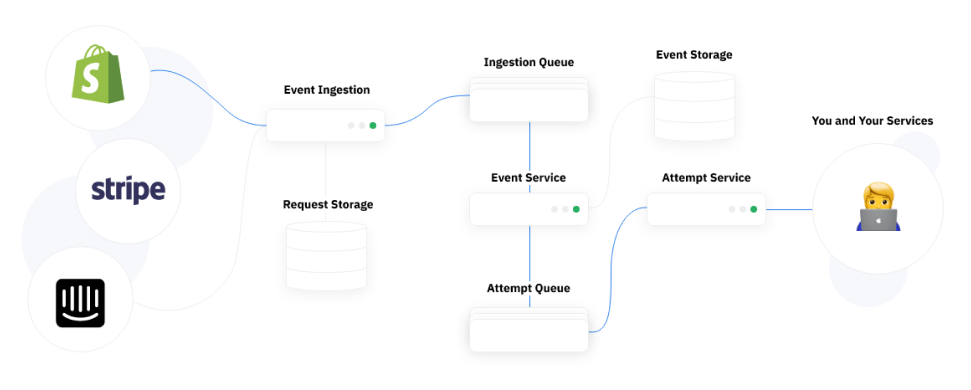 Event Storage
Ingestion Queue
Event Ingestion
You and Your Services
stripe
Event Service
Attempt Service
Request Storage
Attempt Queue